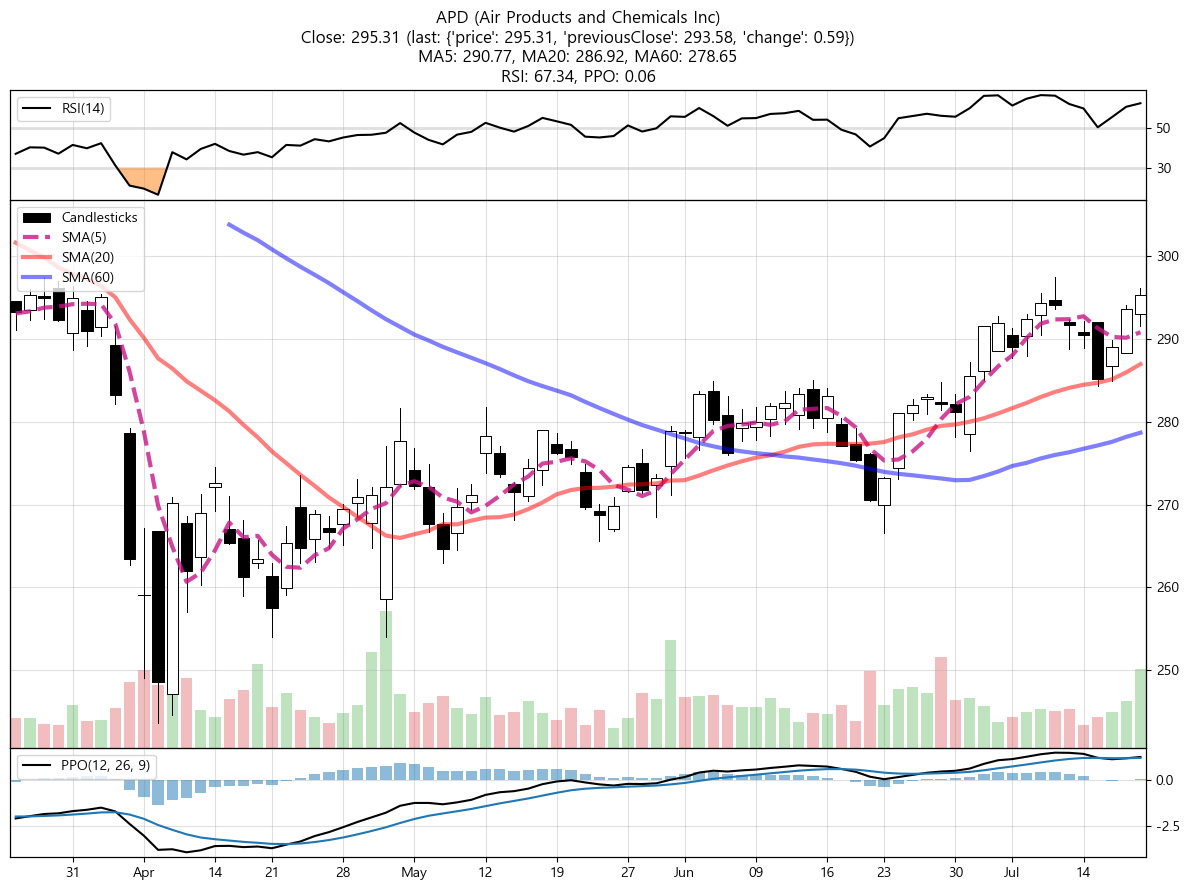 APD (Air Products and Chemicals Inc)
Close: 295.31 (last: {'price': 295.31, 'previousClose': 293.58, 'change': 0.59})
MA5: 290.77, MA20: 286.92, MA60: 278.65
RSI: 67.34, PPO: 0.06
RSI(14)
50
30
Candlesticks
SMA(5)
SMA(20)
SMA(60)
300
290
280
270
260
250
PPO(12, 26, 9)
0.0
−2.5
31 Apr 14 21 28 May 12 19 27 Jun 09 16 23 30 Jul 14